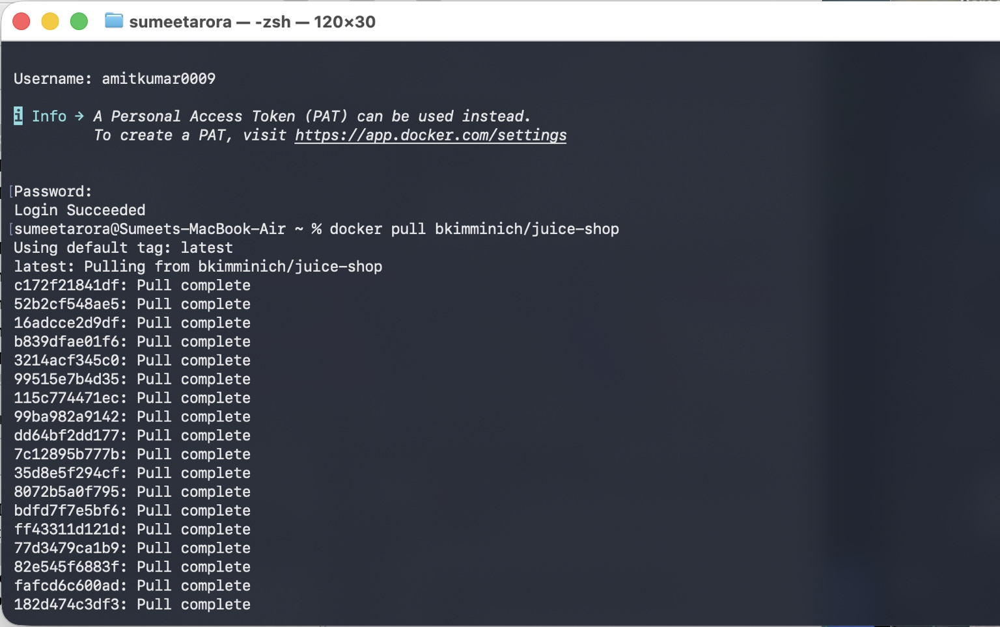 sumeetarora — -zsh — 120×30
Username: amitkumar0009
i Info → A Personal Access Token (PAT) can be used instead.
To create a PAT, visit https://app.docker.com/settings
[Password:
Login Succeeded
[sumeetarora@Sumeets-MacBook-Air ~ % docker pull bkimminich/juice-shop
Using default tag: latest
latest: Pulling from bkimminich/juice-shop
c172f21841df: Pull complete
52b2cf548ae5: Pull complete
16adcce2d9df: Pull complete
b839dfae01f6: Pull complete
3214acf345c0: Pull complete
99515e7b4d35: Pull complete
115c774471ec: Pull complete
99ba982a9142: Pull complete
dd64bf2dd177: Pull complete
7c12895b777b: Pull complete
35d8e5f294cf: Pull complete
8072b5a0f795: Pull complete
bdfd7f7e5bf6: Pull complete
ff43311d121d: Pull complete
77d3479ca1b9: Pull complete
82e545f6883f: Pull complete
fafcd6c600ad: Pull complete
182d474c3df3: Pull complete